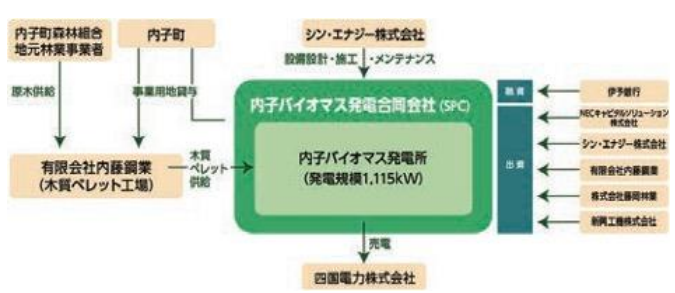 内子町森林組合
地元林業事業者
内子町
シン・エナジー株式会社
設備設計・施工・メンテナンス
原木供給
事業用地貸与
内子バイオマス発電合同会社(SPC)
融資
伊予銀行
NECキャピタルソリューション
株式会社
シン・エナジー株式会社
出資
有限会社内藤鋼業
株式会社藤岡林業
新興工機株式会社
有限会社内藤鋼業
(木質ペレット工場)
木質
ペレット
供給
内子バイオマス発電所
(発電規模1,115kW)
売電
四国電力株式会社